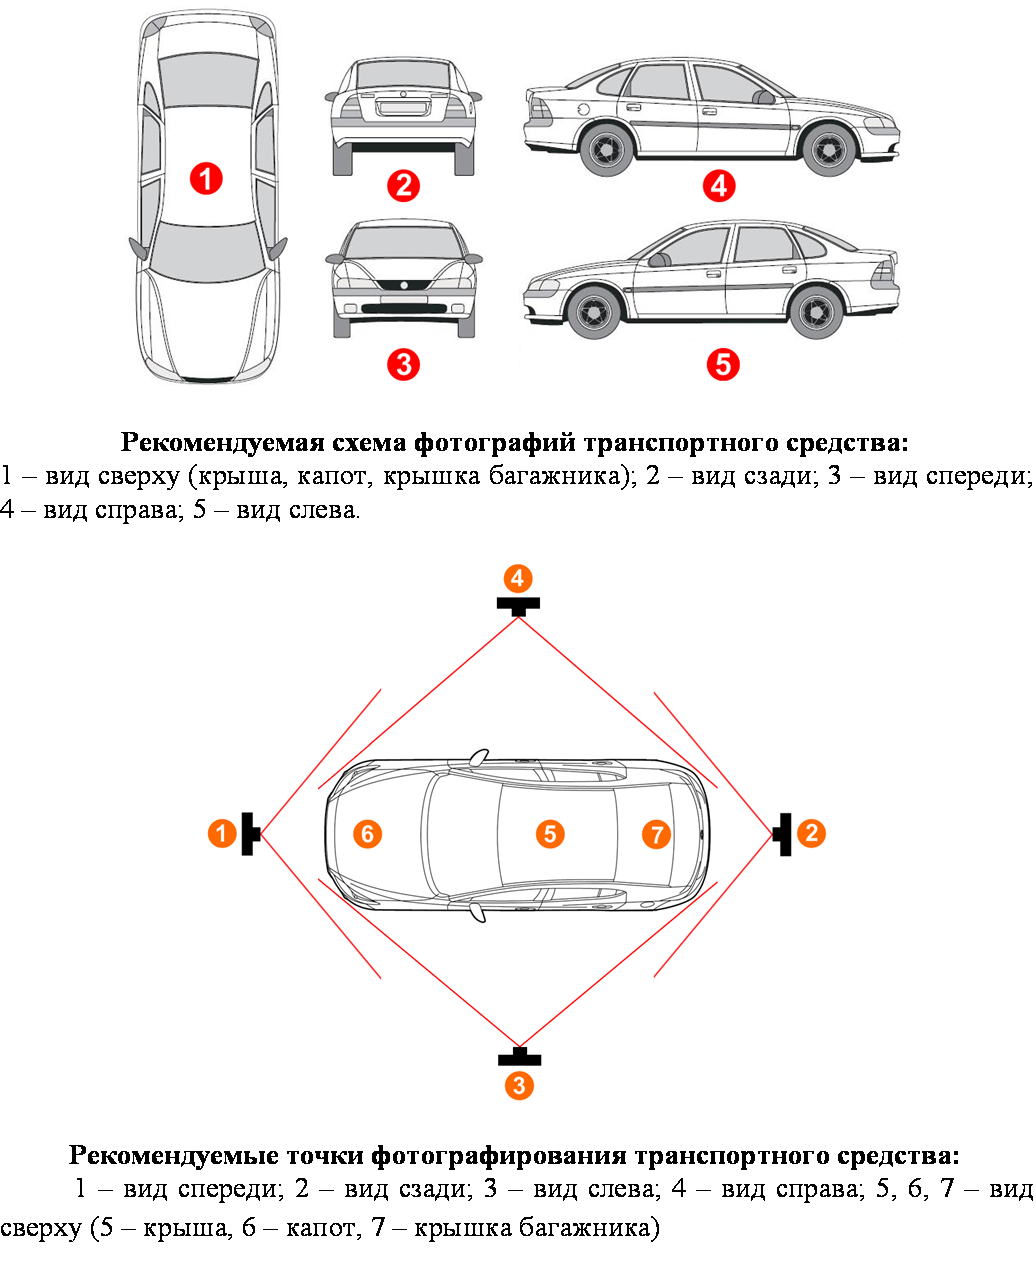 1
2
4
3
5
Рекомендуемая схема фотографий транспортного средства:
1 – вид сверху (крыша, капот, крышка багажника); 2 – вид сзади; 3 – вид спереди;
4 – вид справа; 5 – вид слева.
4
1
6
5
7
2
3
Рекомендуемые точки фотографирования транспортного средства:
1 – вид спереди; 2 – вид сзади; 3 – вид слева; 4 – вид справа; 5, 6, 7 – вид
сверху (5 – крыша, 6 – капот, 7 – крышка багажника)